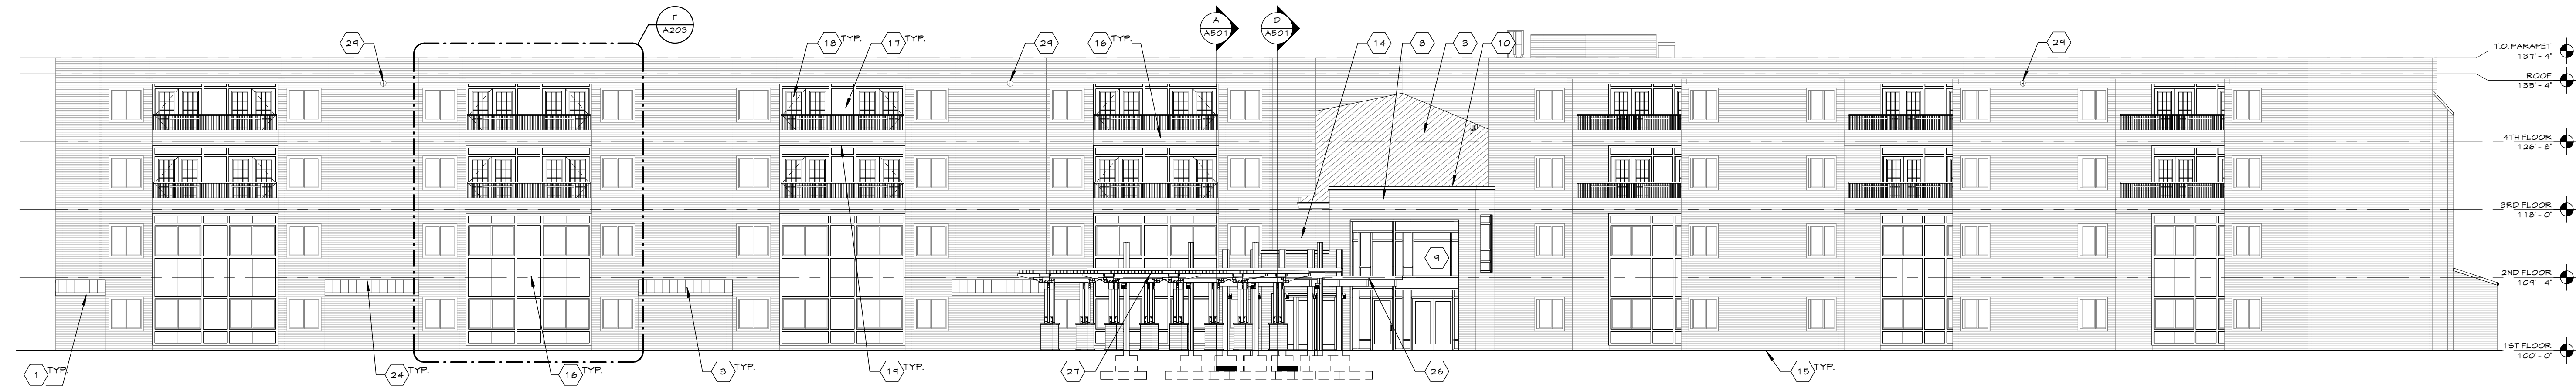 F
A203
A
A501
D
A501
29
18 TYP.
17 TYP.
29
16 TYP.
14
8
3
10
29
T.O. PARAPET
137' - 4"
ROOF
135' - 4"
4TH FLOOR
126' - 8"
3RD FLOOR
118' - 0"
9
2ND FLOOR
109' - 4"
1ST FLOOR
100' - 0"
1 TYP.
24 TYP.
16 TYP.
3 TYP.
19 TYP.
27
26
15 TYP.